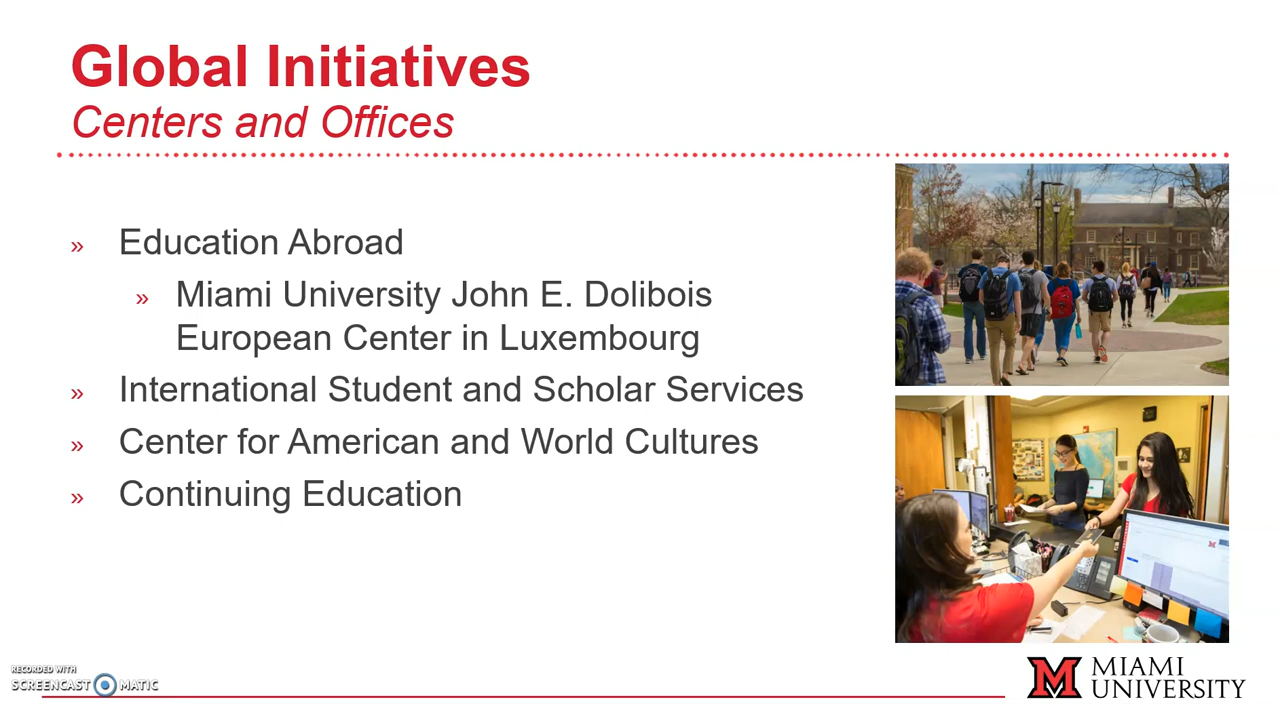 Global Initiatives
Centers and Offices
» Education Abroad
» Miami University John E. Dolibois
European Center in Luxembourg
» International Student and Scholar Services
» Center for American and World Cultures
» Continuing Education
RECORDED WITH
SCREENCAST MATIC
M MIAMI
UNIVERSITY